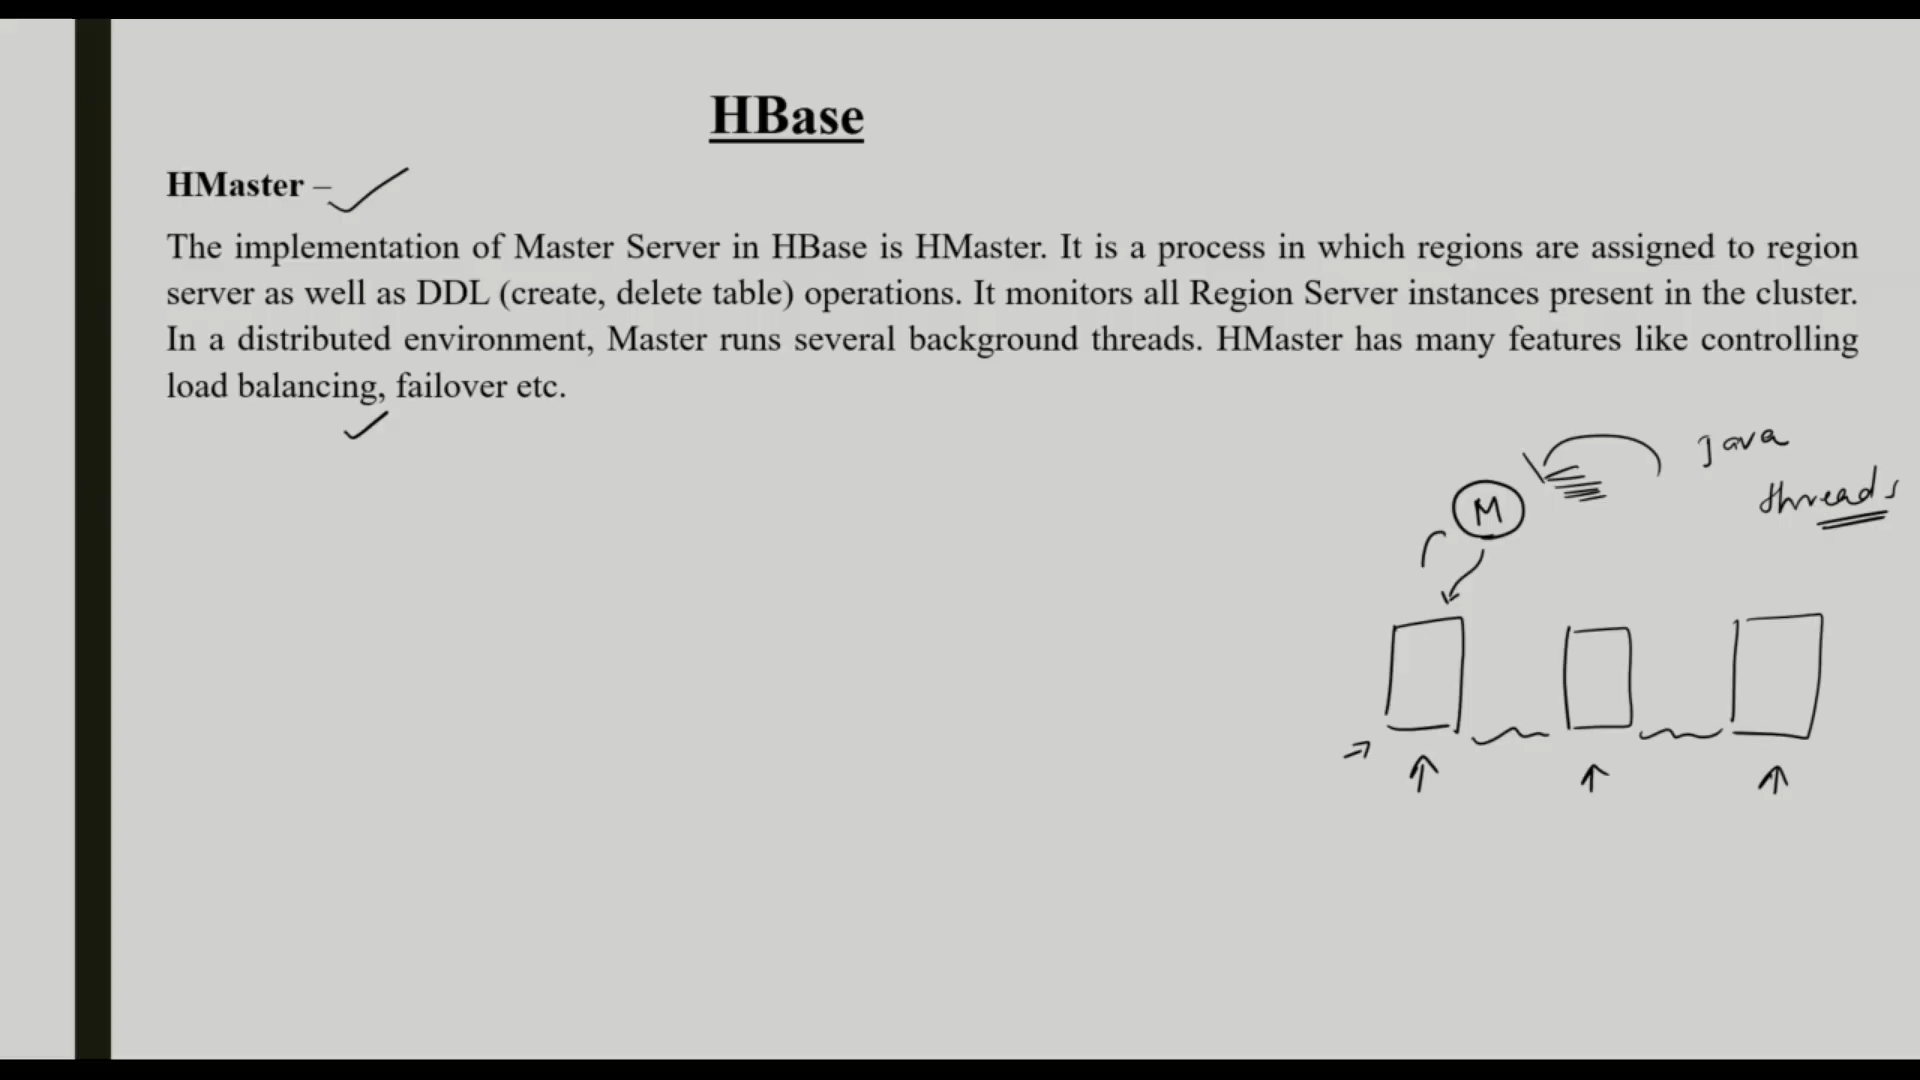 HBase
HMaster –
The implementation of Master Server in HBase is HMaster. It is a process in which regions are assigned to region
server as well as DDL (create, delete table) operations. It monitors all Region Server instances present in the cluster.
In a distributed environment, Master runs several background threads. HMaster has many features like controlling
load balancing, failover etc.
Java
threads
M